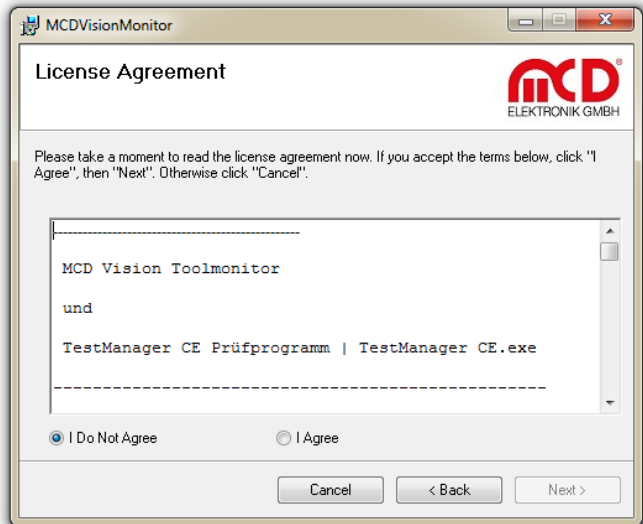 MCDVisionMonitor
License Agreement
MCD
ELEKTRONIK GMBH
Please take a moment to read the license agreement now. If you accept the terms below, click "I
Agree", then "Next". Otherwise click "Cancel".
--------------------------------------------------
MCD Vision Toolmonitor
und
TestManager CE Prüfprogramm | TestManager CE.exe
--------------------------------------------------
I Do Not Agree
I Agree
Cancel
< Back
Next >